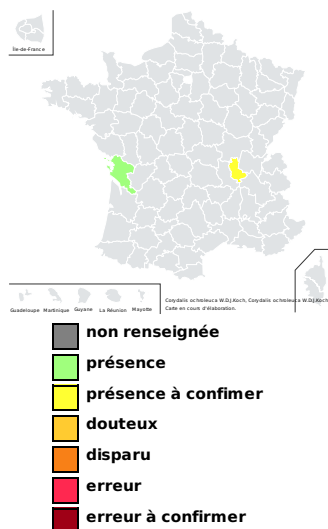 Île-de-France
Corydalis ochroleuca W.D.J.Koch, Corydalis ochroleuca W.D.J.Koch
Carte en cours d'élaboration.
Guadeloupe Martinique Guyane La Réunion Mayotte
non renseignée
présence
présence à confimer
douteux
disparu
erreur
erreur à confirmer